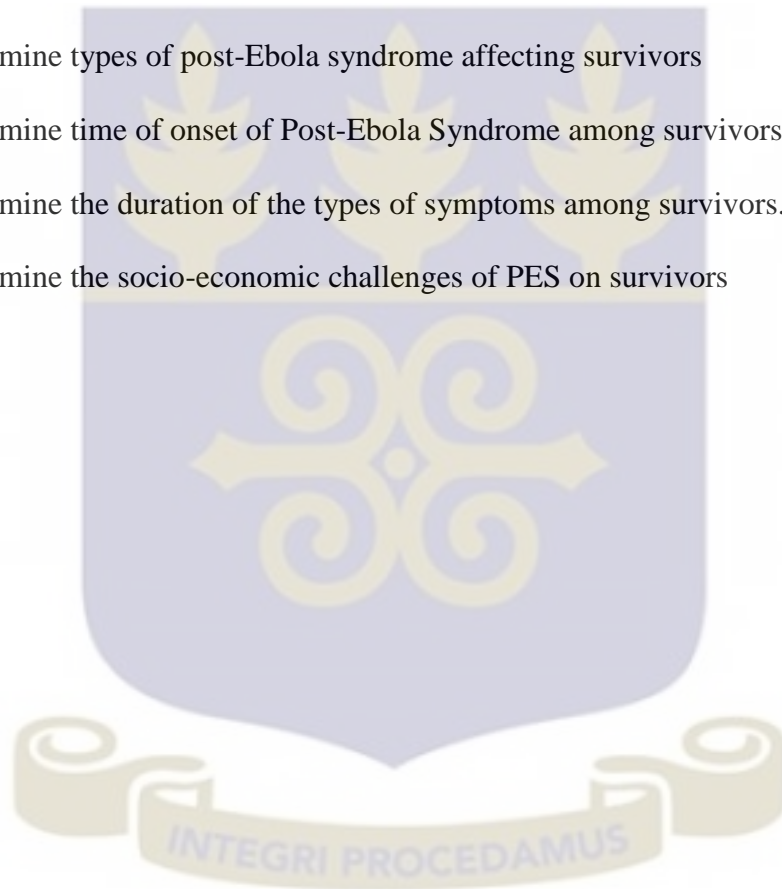 mine types of post-Ebola syndrome affecting survivors
mine time of onset of Post-Ebola Syndrome among survivors
mine the duration of the types of symptoms among survivors.
mine the socio-economic challenges of PES on survivors
INTEGRI PROCEDAMUS